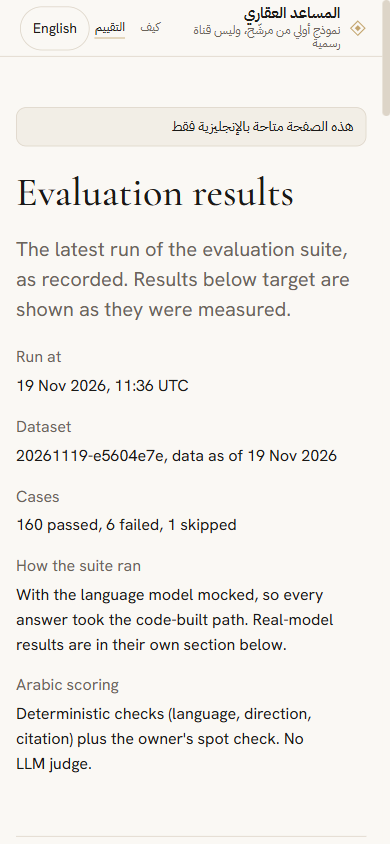 المساعد العقاري
نموذج أولي من مرشّح، وليس قناة
رسمية
كيف
التقييم
English
هذه الصفحة متاحة بالإنجليزية فقط
Evaluation results
The latest run of the evaluation suite,
as recorded. Results below target are
shown as they were measured.
Run at
19 Nov 2026, 11:36 UTC
Dataset
20261119-e5604e7e, data as of 19 Nov 2026
Cases
160 passed, 6 failed, 1 skipped
How the suite ran
With the language model mocked, so every
answer took the code-built path. Real-model
results are in their own section below.
Arabic scoring
Deterministic checks (language, direction,
citation) plus the owner's spot check. No
LLM judge.